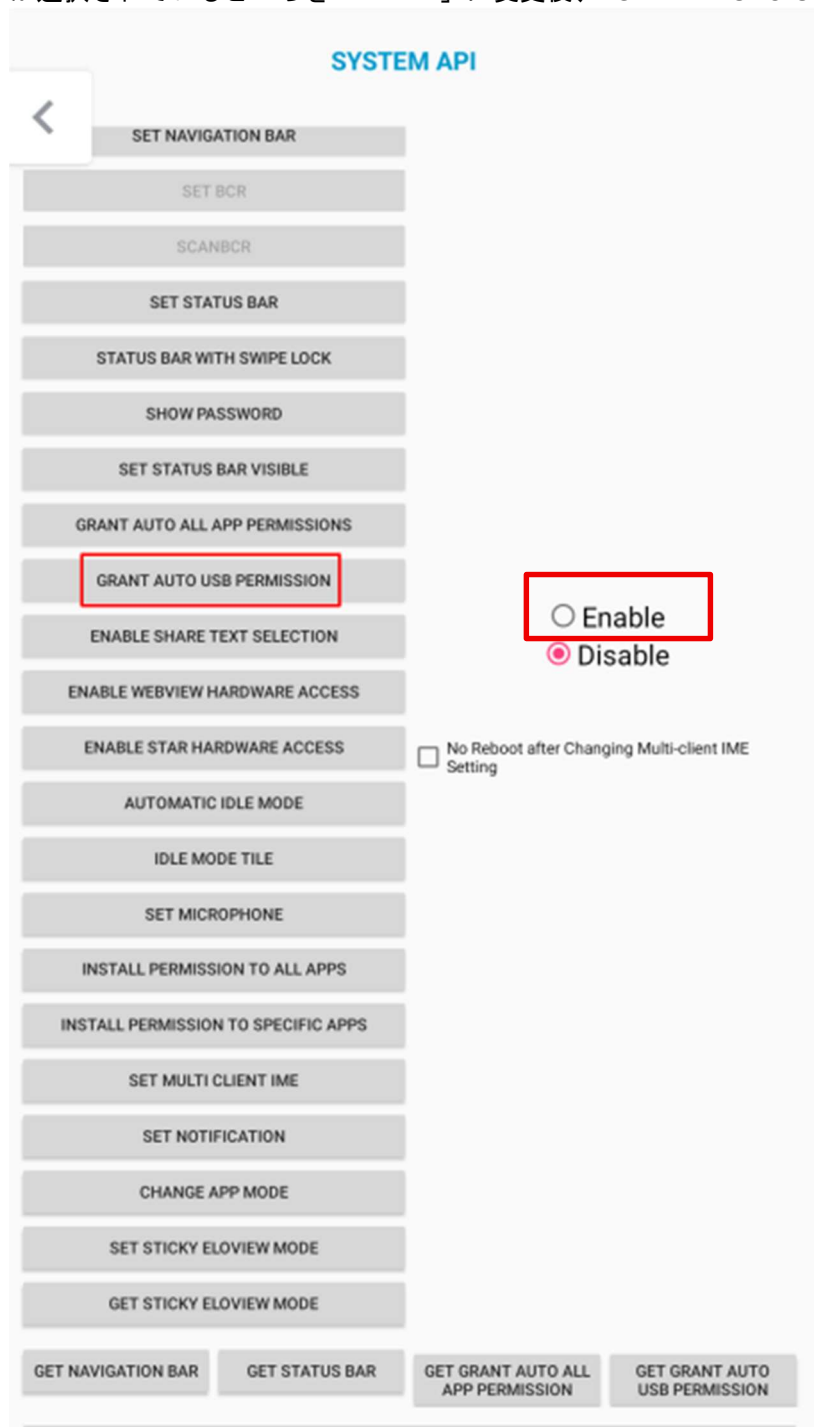 SYSTEM API
SET NAVIGATION BAR
SET BCR
SCANBCR
SET STATUS BAR
STATUS BAR WITH SWIPE LOCK
SHOW PASSWORD
SET STATUS BAR VISIBLE
GRANT AUTO ALL APP PERMISSIONS
GRANT AUTO USB PERMISSION
Enable
ENABLE SHARE TEXT SELECTION
Disable
ENABLE WEBVIEW HARDWARE ACCESS
ENABLE STAR HARDWARE ACCESS
No Reboot after Changing Multi-client IME
Setting
AUTOMATIC IDLE MODE
IDLE MODE TILE
SET MICROPHONE
INSTALL PERMISSION TO ALL APPS
INSTALL PERMISSION TO SPECIFIC APPS
SET MULTI CLIENT IME
SET NOTIFICATION
CHANGE APP MODE
SET STICKY ELOVIEW MODE
GET STICKY ELOVIEW MODE
GET NAVIGATION BAR
GET STATUS BAR
GET GRANT AUTO ALL
APP PERMISSION
GET GRANT AUTO
USB PERMISSION